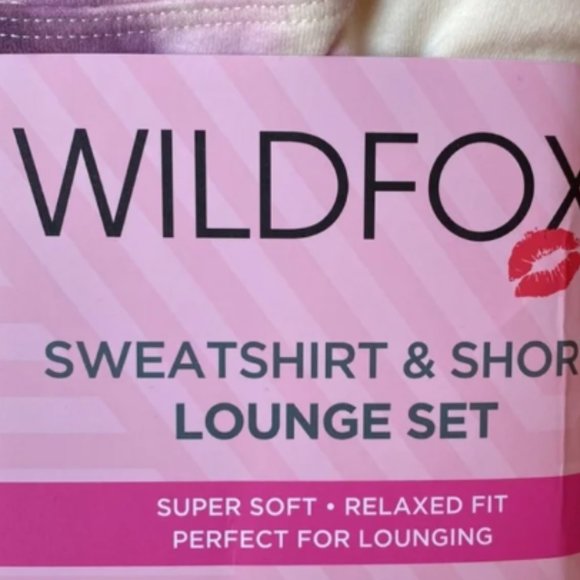 WILDFOX
SWEATSHIRT & SHOR
LOUNGE SET
SUPER SOFT • RELAXED FIT
PERFECT FOR LOUNGING